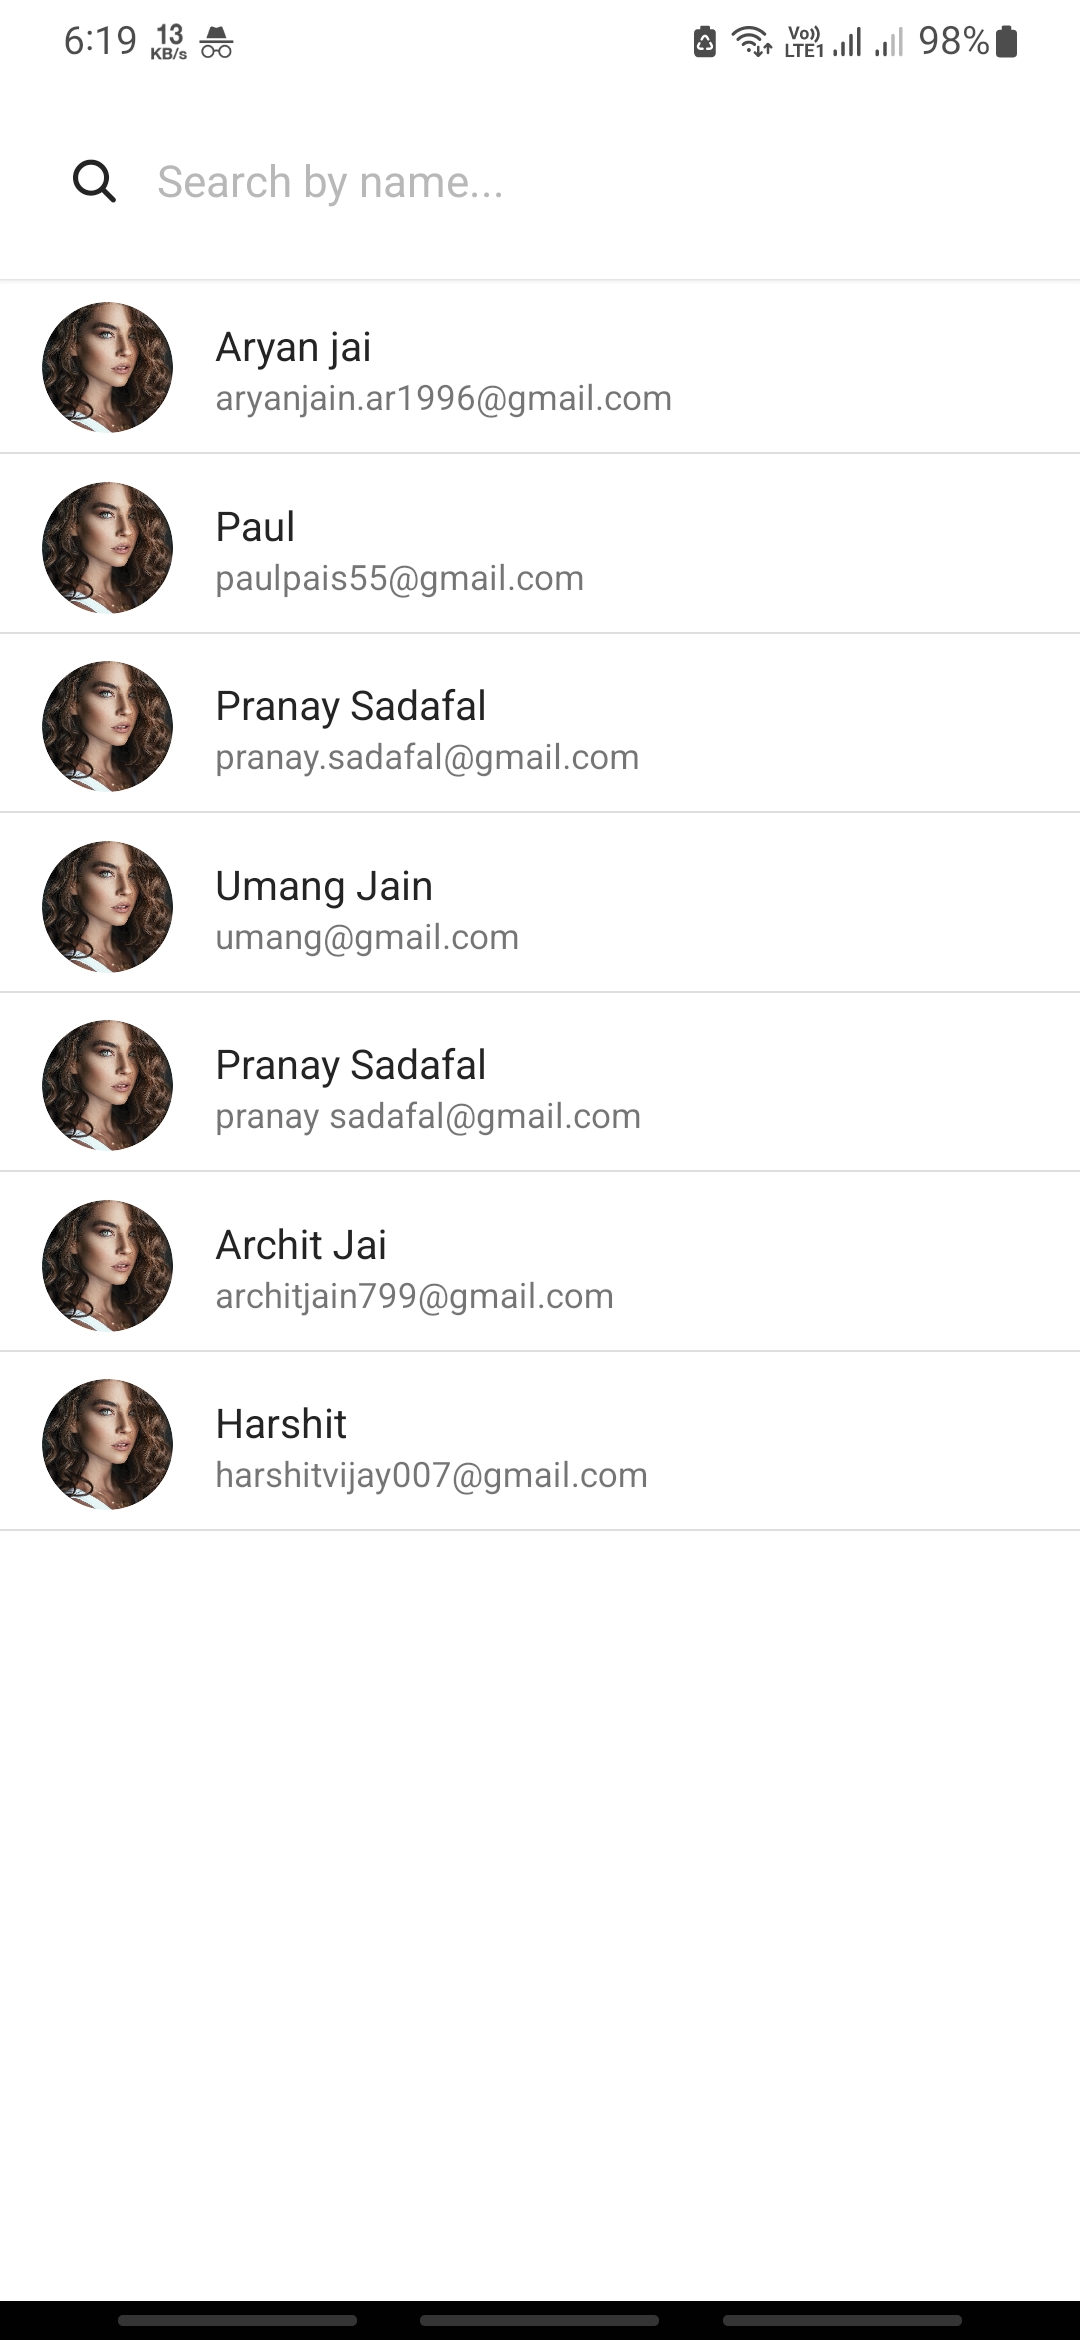 6:19 13 KB/s Vo)) LTE1 98%
Search by name...
Aryan jai
aryanjain.ar1996@gmail.com
Paul
paulpais55@gmail.com
Pranay Sadafal
pranay.sadafal@gmail.com
Umang Jain
umang@gmail.com
Pranay Sadafal
pranay sadafal@gmail.com
Archit Jai
architjain799@gmail.com
Harshit
harshitvijay007@gmail.com